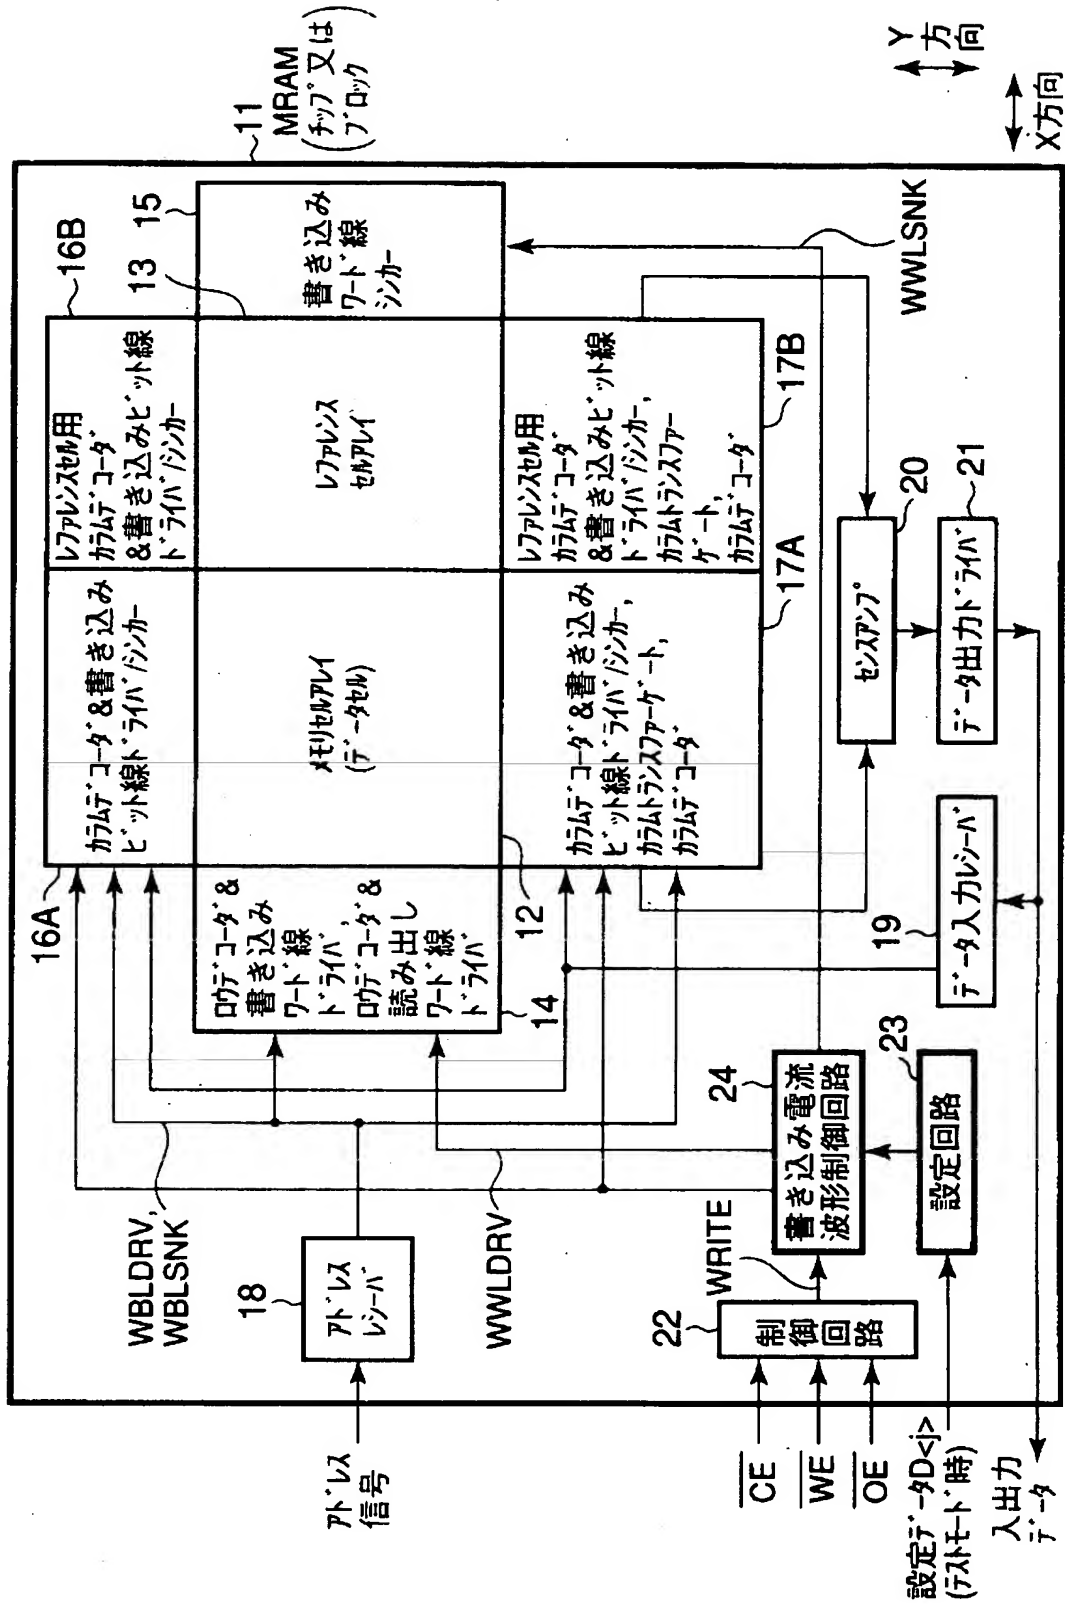 11
MRAM
(チップ又は
ブロック)
16A
カラムデコーダ&書き込み
ビット線ドライバ/シンカー
レファレンスセル用
カラムデコーダ
&書き込みビット線
ドライバ/シンカー
16B
13
15
ロウデコーダ&
書き込み
ワード線
ドライバ,
ロウデコーダ&
読み出し
ワード線
ドライバ
14
12
メモリセルアレイ
(データセル)
レファレンス
セルアレイ
書き込み
ワード線
シンカー
カラムデコーダ&書き込み
ビット線ドライバ/シンカー,
カラムトランスファーゲート,
カラムデコーダ
17A
レファレンスセル用
カラムデコーダ
&書き込みビット線
ドライバ/シンカー,
カラムトランスファー
ゲート,
カラムデコーダ
17B
WBLDRV,
WBLSNK
アドレス
信号
18
アドレス
レシーバ
WWLDRV
WWLSNK
CE
WE
OE
22
制御回路
WRITE
24
書き込み電流
波形制御回路
23
設定回路
設定データD<j>
(テストモード時)
19
データ入力レシーバ
20
センスアンプ
21
データ出力ドライバ
入出力
データ
Y
方
向
X方向